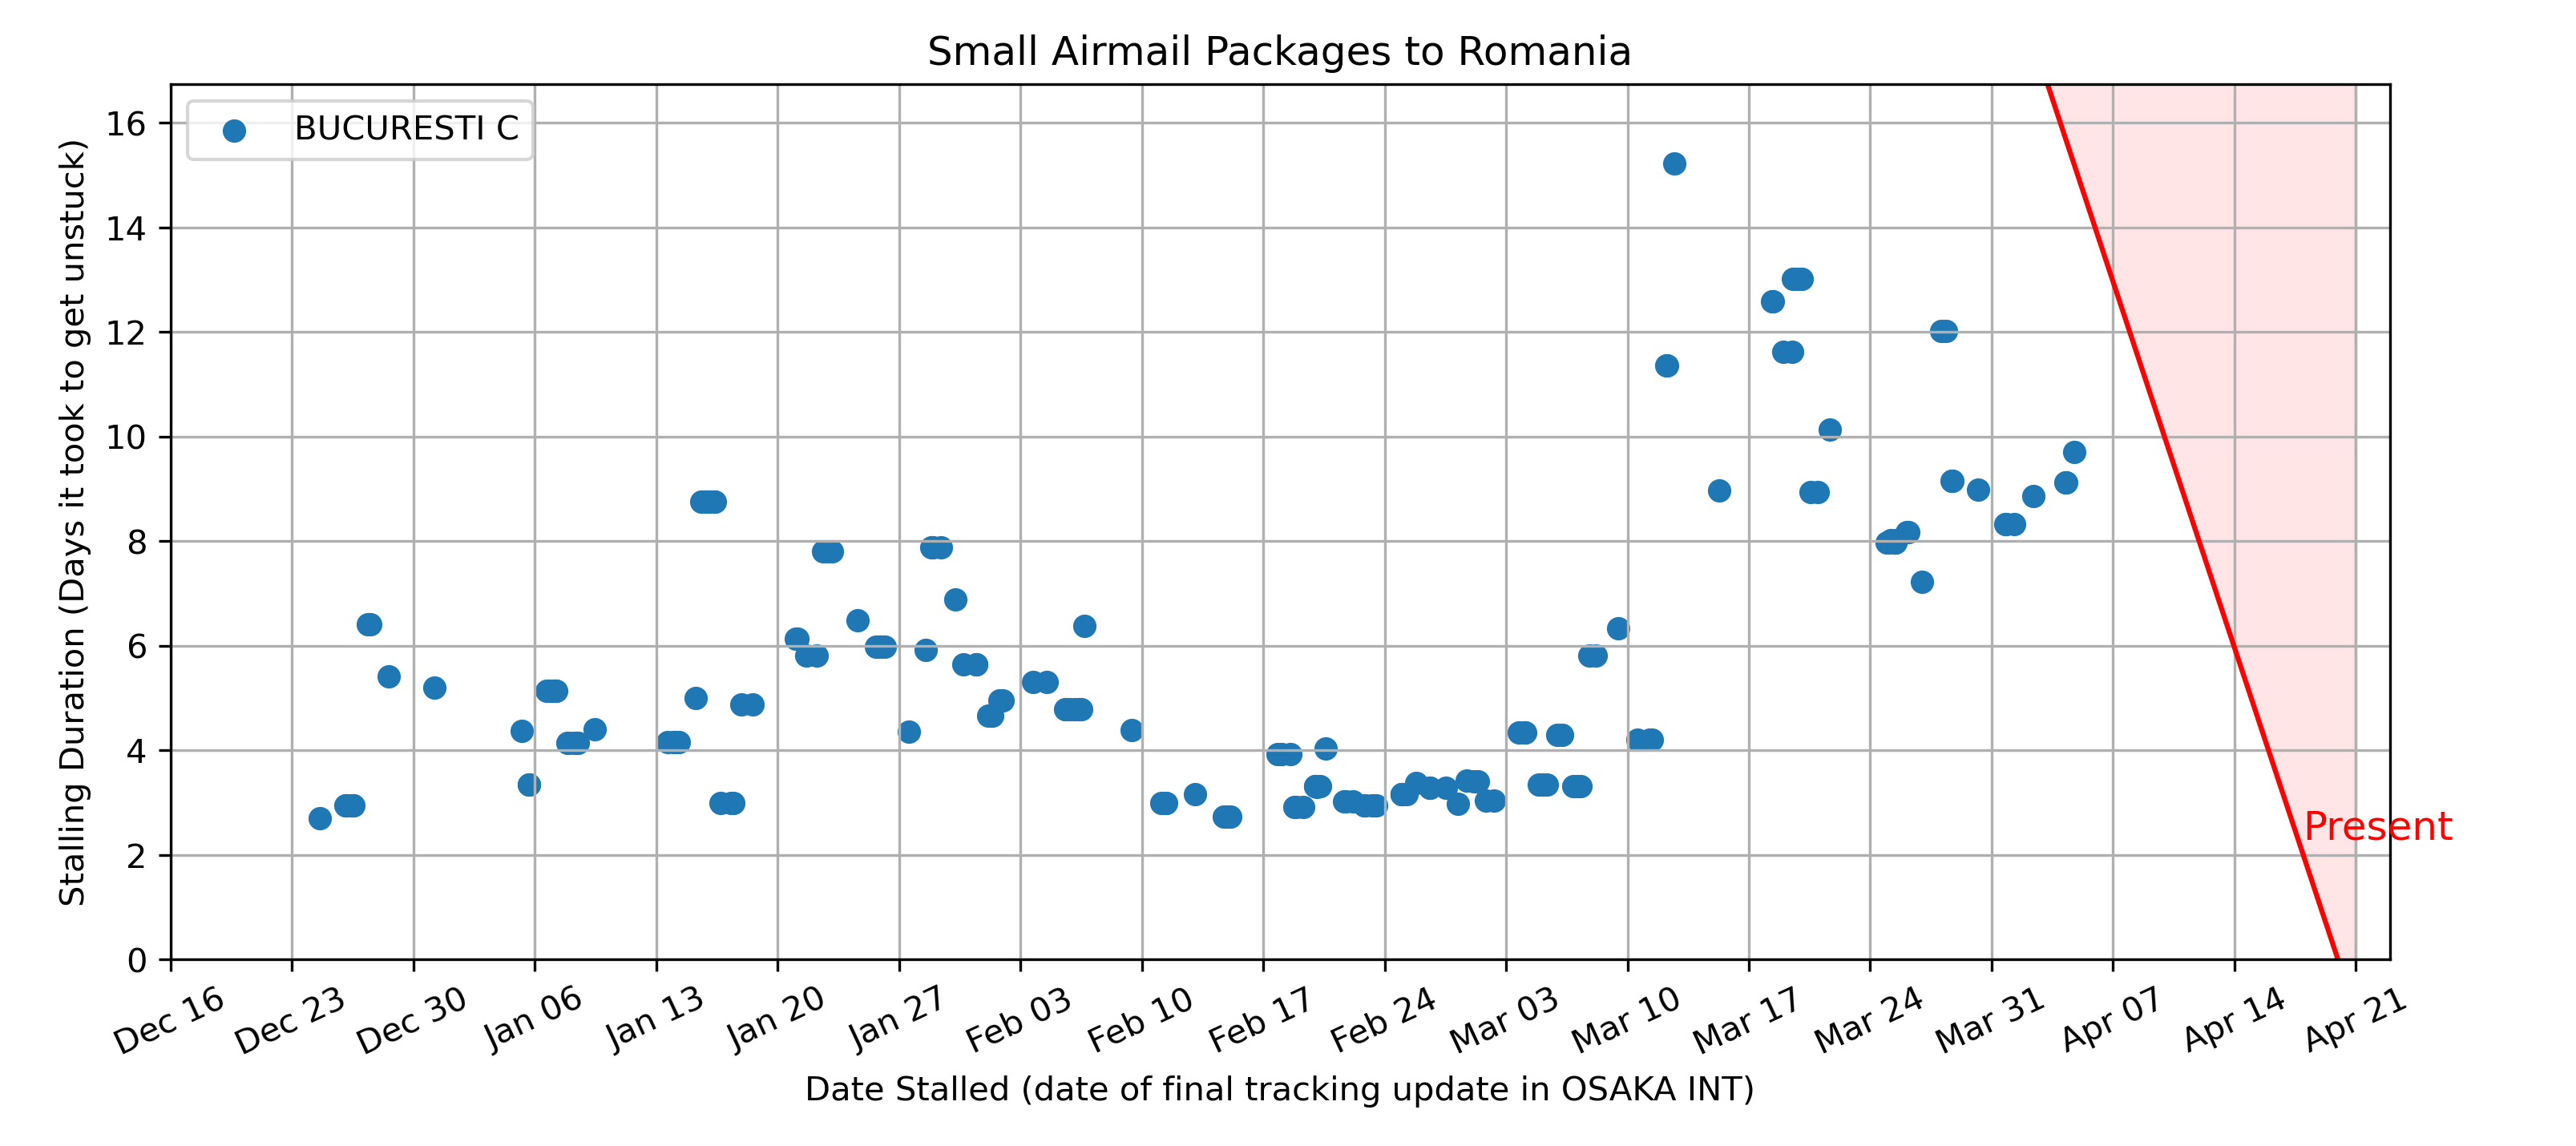 Small Airmail Packages to Romania
BUCURESTI C
Stalling Duration (Days it took to get unstuck)
16
14
12
10
8
6
4
2
0
Present
Dec 16
Dec 23
Dec 30
Jan 06
Jan 13
Jan 20
Jan 27
Feb 03
Feb 10
Feb 17
Feb 24
Mar 03
Mar 10
Mar 17
Mar 24
Mar 31
Apr 07
Apr 14
Apr 21
Date Stalled (date of final tracking update in OSAKA INT)